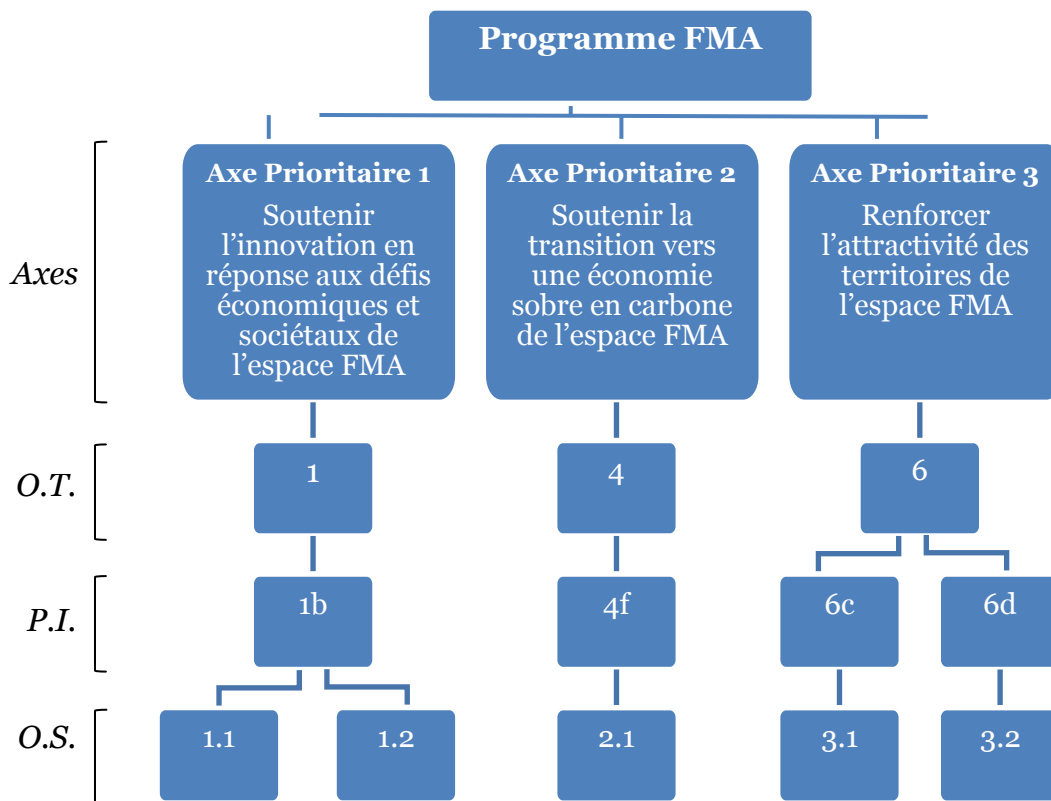 Programme FMA
Axes
Axe Prioritaire 1
Soutenir
l’innovation en
réponse aux défis
économiques et
sociétaux de
l’espace FMA
Axe Prioritaire 2
Soutenir la
transition vers
une économie
sobre en carbone
de l’espace FMA
Axe Prioritaire 3
Renforcer
l’attractivité des
territoires de
l’espace FMA
O.T.
1
4
6
P.I.
1b
4f
6c
6d
O.S.
1.1
1.2
2.1
3.1
3.2